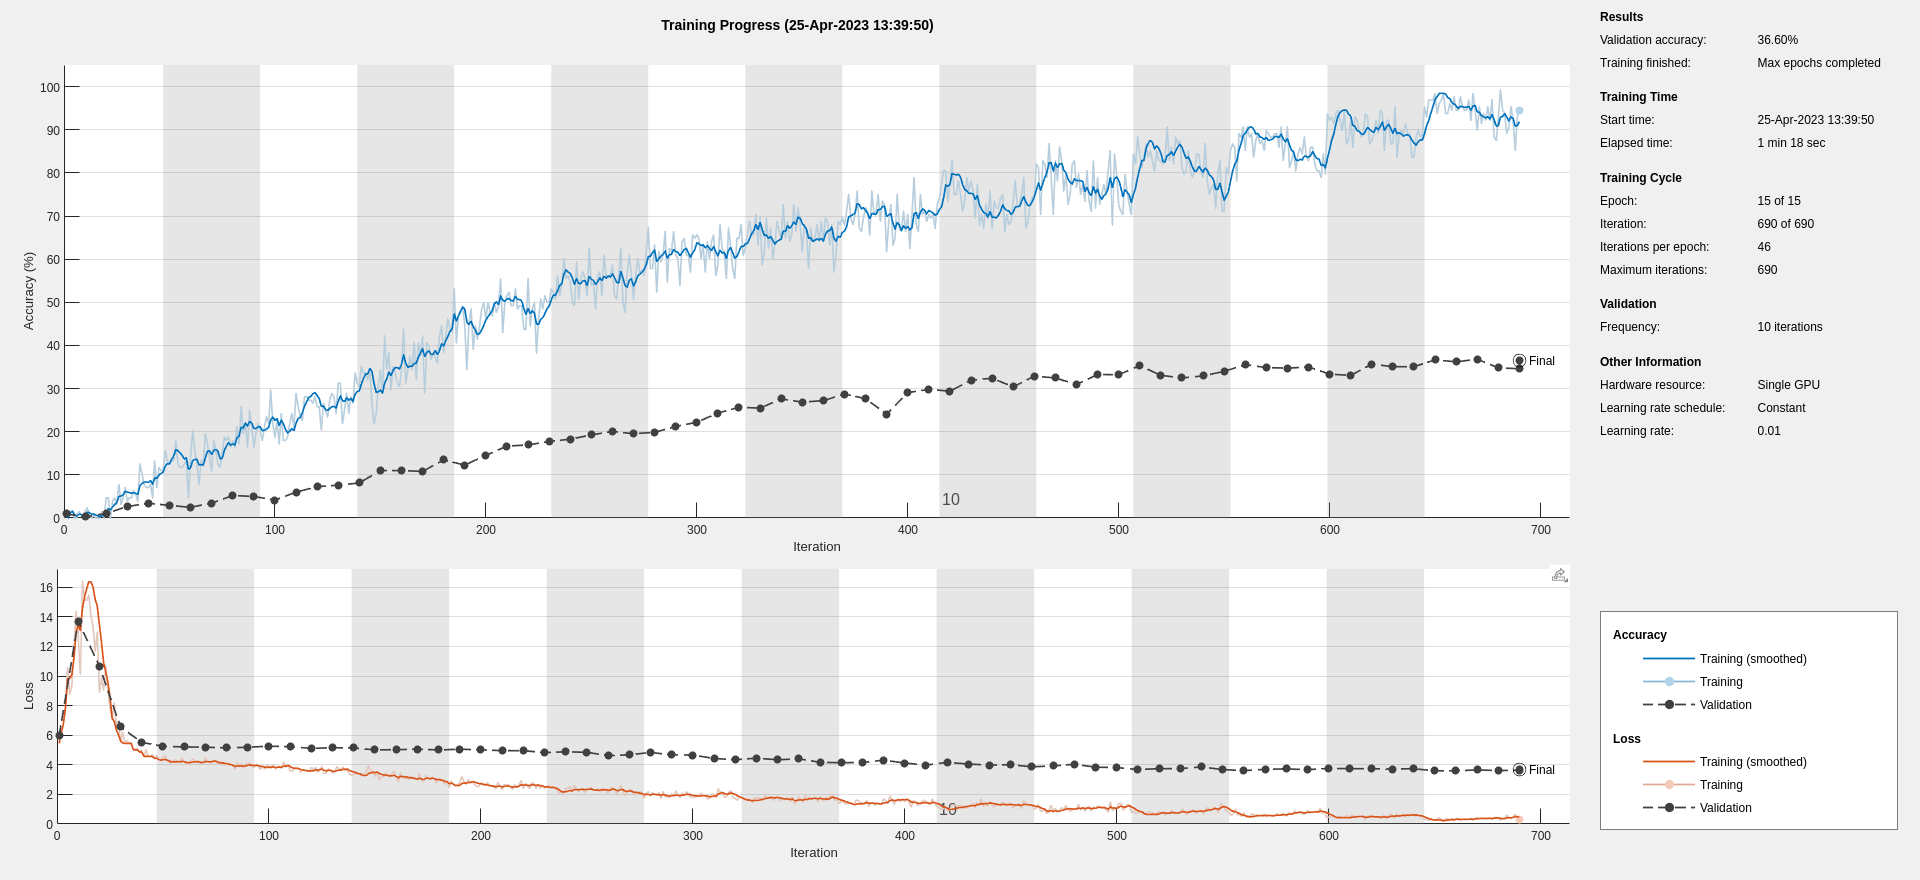 Training Progress (25-Apr-2023 13:39:50)
Accuracy (%)
100
90
80
70
60
50
40
30
20
10
0
0 100 200 300 400 500 600 700
10
Final
Iteration
Loss
16
14
12
10
8
6
4
2
0
0 100 200 300 400 500 600 700
10
Final
Iteration
Results
Validation accuracy: 36.60%
Training finished: Max epochs completed
Training Time
Start time: 25-Apr-2023 13:39:50
Elapsed time: 1 min 18 sec
Training Cycle
Epoch: 15 of 15
Iteration: 690 of 690
Iterations per epoch: 46
Maximum iterations: 690
Validation
Frequency: 10 iterations
Other Information
Hardware resource: Single GPU
Learning rate schedule: Constant
Learning rate: 0.01
Accuracy
Training (smoothed)
Training
Validation
Loss
Training (smoothed)
Training
Validation